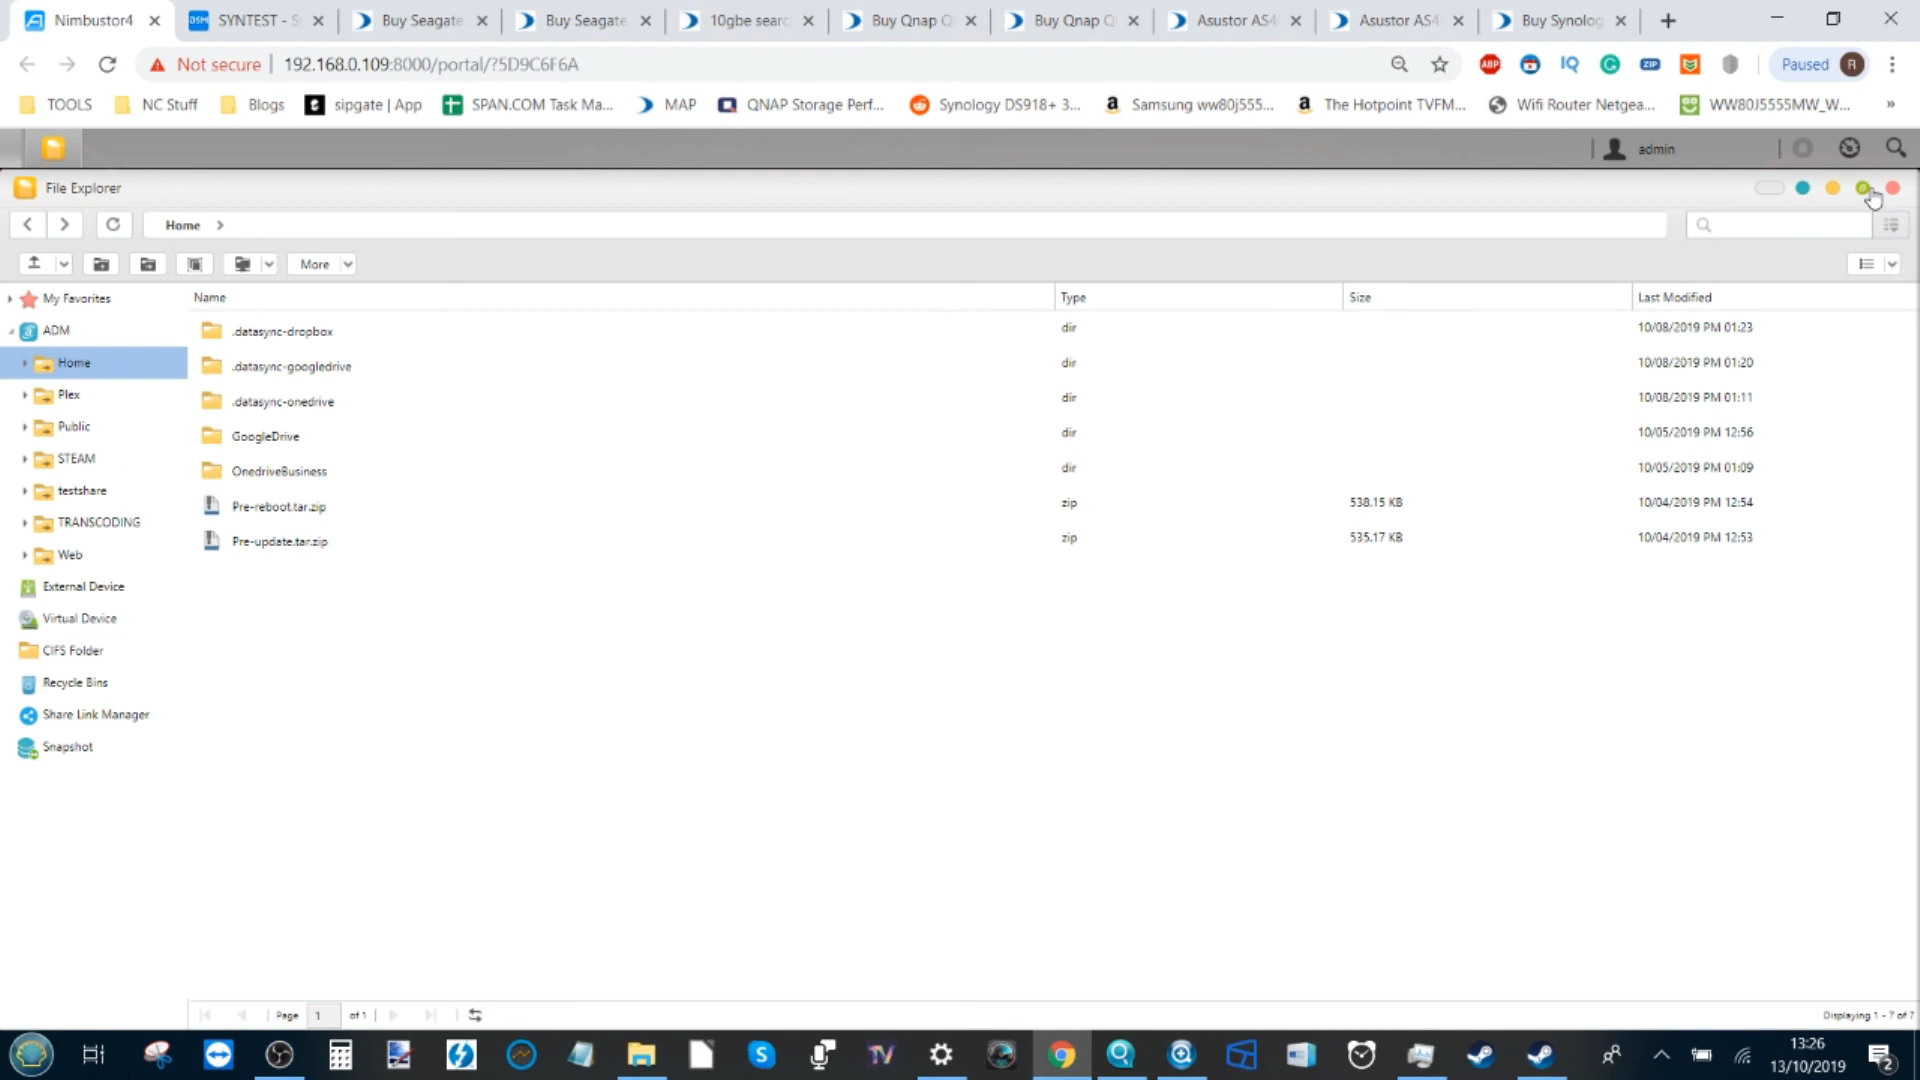 Nimbustor4
DSM SYNTEST - S
Buy Seagate
Buy Seagate
10gbe searc
Buy Qnap Q
Buy Qnap Q
Asustor AS4
Asustor AS4
Buy Synolog
Not secure 192.168.0.109:8000/portal/?5D9C6F6A
ABP IQ ZIP Paused R
TOOLS NC Stuff Blogs sipgate | App SPAN.COM Task Ma... MAP QNAP Storage Perf... Synology DS918+ 3... Samsung ww80j555... The Hotpoint TVFM... Wifi Router Netgea... WW80J5555MW_W... »
admin
File Explorer
Home
More
Name Type Size Last Modified
My Favorites
ADM
Home
Plex
Public
STEAM
testshare
TRANSCODING
Web
External Device
Virtual Device
CIFS Folder
Recycle Bins
Share Link Manager
Snapshot
.datasync-dropbox dir 10/08/2019 PM 01:23
.datasync-googledrive dir 10/08/2019 PM 01:20
.datasync-onedrive dir 10/08/2019 PM 01:11
GoogleDrive dir 10/05/2019 PM 12:56
OnedriveBusiness dir 10/05/2019 PM 01:09
Pre-reboot.tar.zip zip 538.15 KB 10/04/2019 PM 12:54
Pre-update.tar.zip zip 535.17 KB 10/04/2019 PM 12:53
Page 1 of 1 Displaying 1 - 7 of 7
13:26
13/10/2019
2